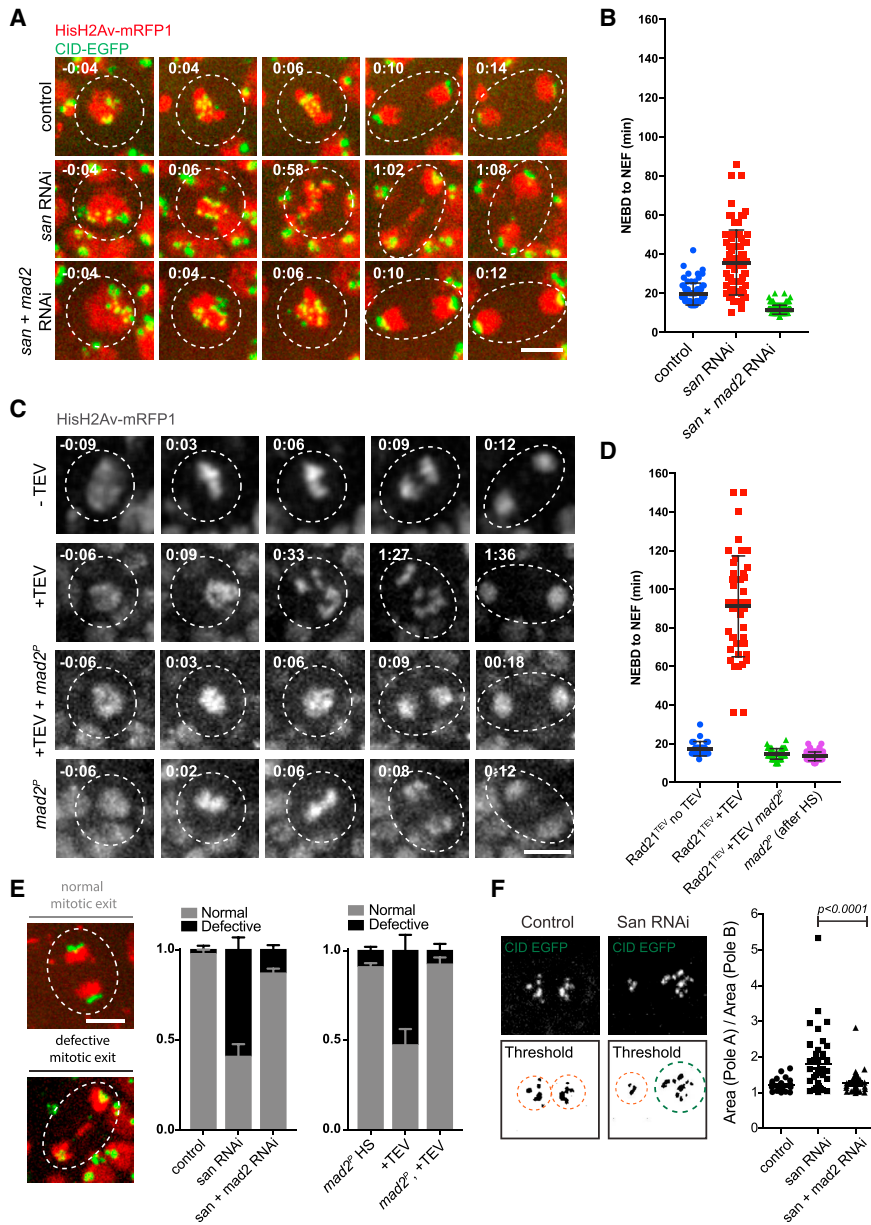 A
HisH2Av-mRFP1
CID-EGFP
control
-0:04
0:04
0:06
0:10
0:14
san RNAi
-0:04
0:06
0:58
1:02
1:08
san + mad2
RNAi
-0:04
0:04
0:06
0:10
0:12
B
NEBD to NEF (min)
160
140
120
100
80
60
40
20
0
control
san RNAi
san + mad2 RNAi
C
HisH2Av-mRFP1
- TEV
-0:09
0:03
0:06
0:09
0:12
+TEV
-0:06
0:09
0:33
1:27
1:36
+TEV + mad2P
-0:06
0:03
0:06
0:09
00:18
mad2P
-0:06
0:02
0:06
0:08
0:12
D
NEBD to NEF (min)
160
140
120
100
80
60
40
20
0
Rad21TEV no TEV
Rad21TEV +TEV
Rad21TEV +TEV mad2P
mad2P (after HS)
E
normal
mitotic exit
defective
mitotic exit
Normal
Defective
1.0
0.5
0.0
control
san RNAi
san + mad RNAi
Normal
Defective
1.0
0.5
0.0
mad2P HS
+TEV
mad2P, +TEV
F
Control
San RNAi
CID EGFP
CID EGFP
Threshold
Threshold
Area (Pole A) / Area (Pole B)
p<0.0001
6
5
4
3
2
1
0
control
san RNAi
san + mad2 RNAi